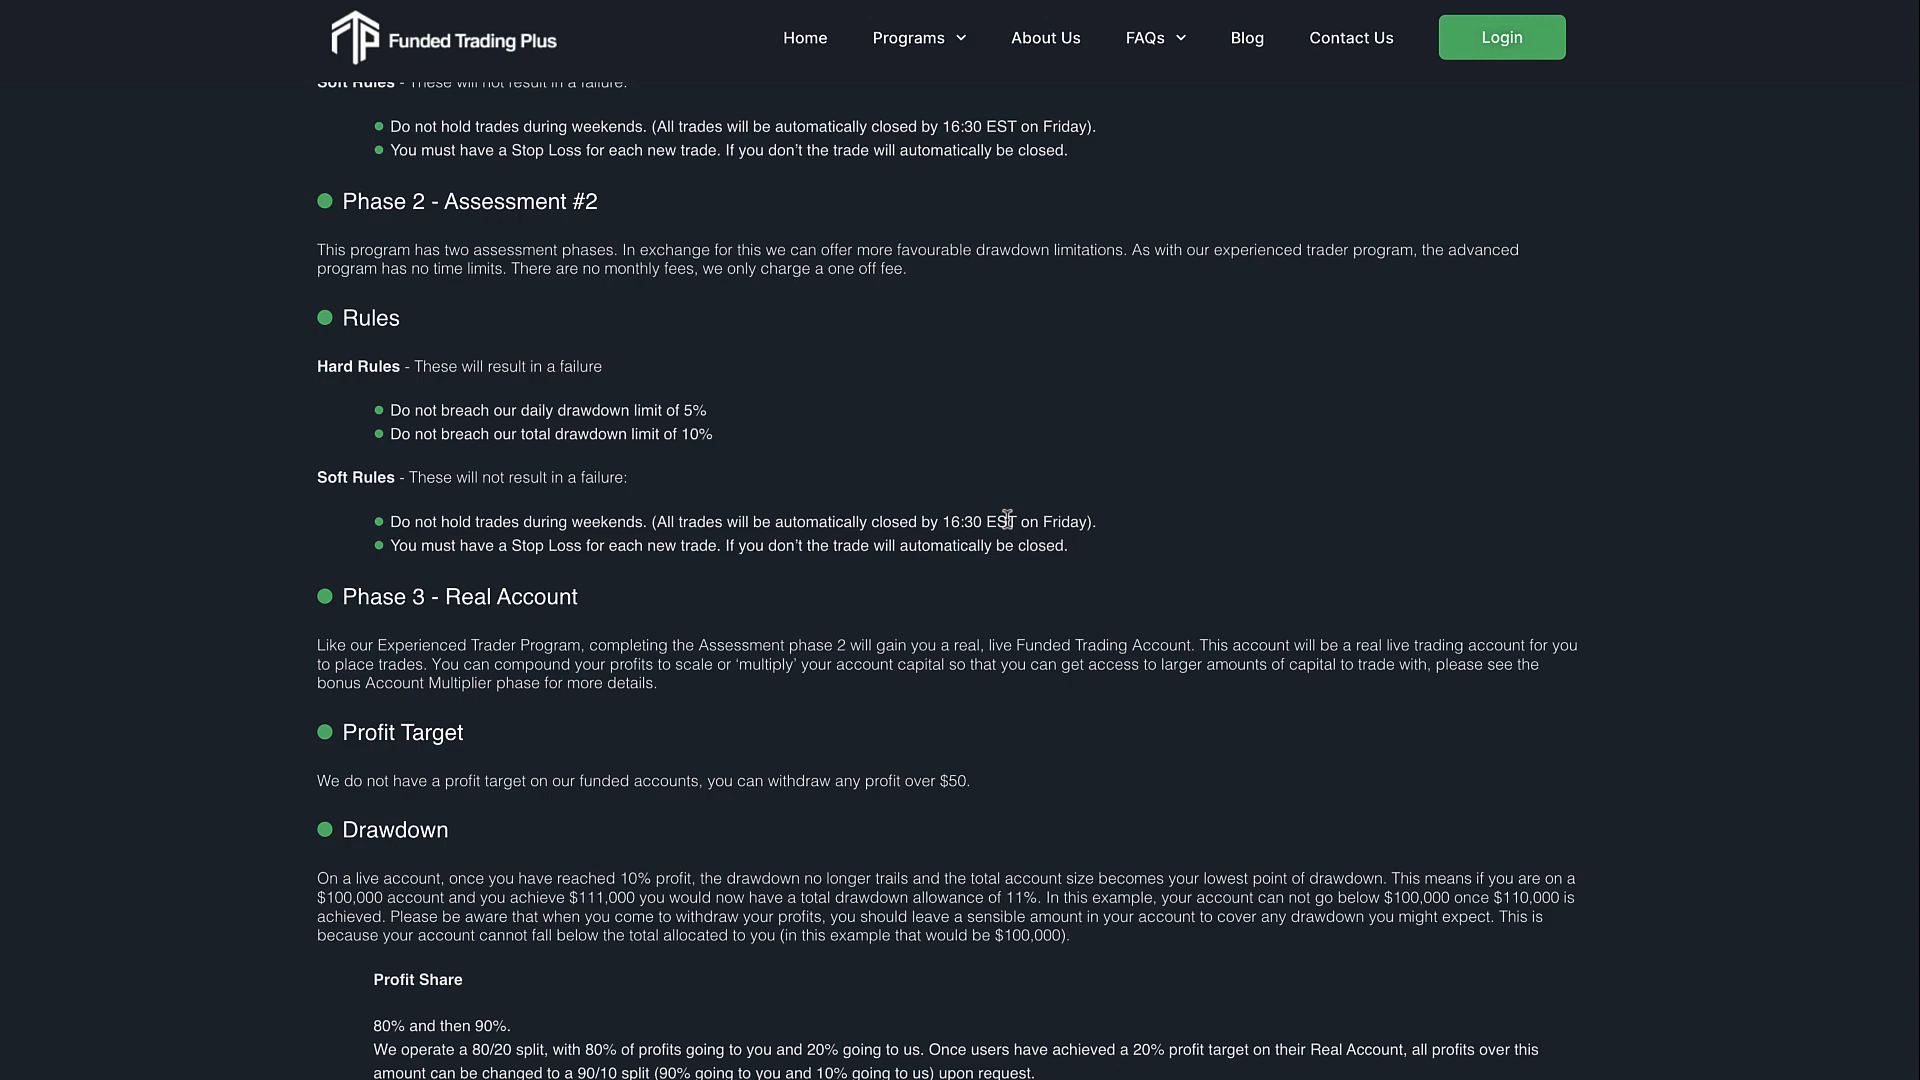 Funded Trading Plus
Home Programs About Us FAQs Blog Contact Us Login
Soft Rules - These will not result in a failure:
Do not hold trades during weekends. (All trades will be automatically closed by 16:30 EST on Friday).
You must have a Stop Loss for each new trade. If you don’t the trade will automatically be closed.
Phase 2 - Assessment #2
This program has two assessment phases. In exchange for this we can offer more favourable drawdown limitations. As with our experienced trader program, the advanced
program has no time limits. There are no monthly fees, we only charge a one off fee.
Rules
Hard Rules - These will result in a failure
Do not breach our daily drawdown limit of 5%
Do not breach our total drawdown limit of 10%
Soft Rules - These will not result in a failure:
Do not hold trades during weekends. (All trades will be automatically closed by 16:30 EST on Friday).
You must have a Stop Loss for each new trade. If you don’t the trade will automatically be closed.
Phase 3 - Real Account
Like our Experienced Trader Program, completing the Assessment phase 2 will gain you a real, live Funded Trading Account. This account will be a real live trading account for you
to place trades. You can compound your profits to scale or ‘multiply’ your account capital so that you can get access to larger amounts of capital to trade with, please see the
bonus Account Multiplier phase for more details.
Profit Target
We do not have a profit target on our funded accounts, you can withdraw any profit over $50.
Drawdown
On a live account, once you have reached 10% profit, the drawdown no longer trails and the total account size becomes your lowest point of drawdown. This means if you are on a
$100,000 account and you achieve $111,000 you would now have a total drawdown allowance of 11%. In this example, your account can not go below $100,000 once $110,000 is
achieved. Please be aware that when you come to withdraw your profits, you should leave a sensible amount in your account to cover any drawdown you might expect. This is
because your account cannot fall below the total allocated to you (in this example that would be $100,000).
Profit Share
80% and then 90%.
We operate a 80/20 split, with 80% of profits going to you and 20% going to us. Once users have achieved a 20% profit target on their Real Account, all profits over this
amount can be changed to a 90/10 split (90% going to you and 10% going to us) upon request.